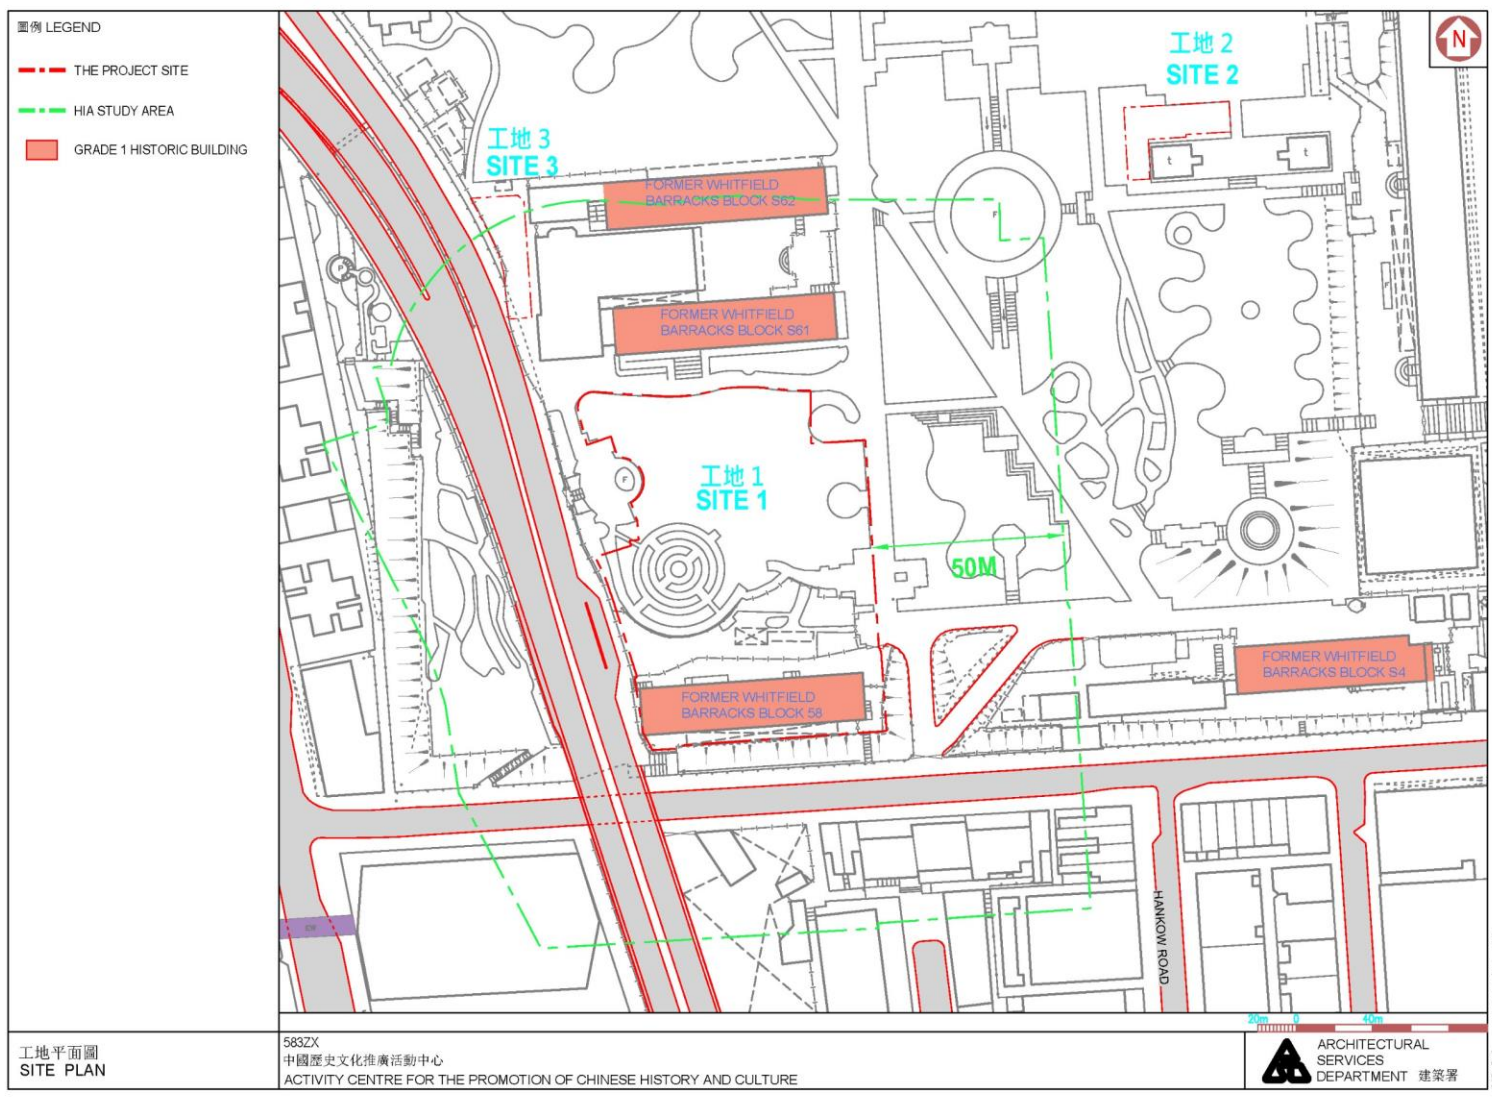 圖例 LEGEND
THE PROJECT SITE
HIA STUDY AREA
GRADE 1 HISTORIC BUILDING
N
工地 2
SITE 2
工地 3
SITE 3
t
t
FORMER WHITFIELD
BARRACKS BLOCK S62
F
P
FORMER WHITFIELD
BARRACKS BLOCK S61
工地 1
SITE 1
F
50M
FORMER WHITFIELD
BARRACKS BLOCK S4
FORMER WHITFIELD
BARRACKS BLOCK 58
HANKOW ROAD
20m 0 40m
工地平面圖
SITE PLAN
583ZX
中國歷史文化推廣活動中心
ACTIVITY CENTRE FOR THE PROMOTION OF CHINESE HISTORY AND CULTURE
ARCHITECTURAL
SERVICES
DEPARTMENT 建築署